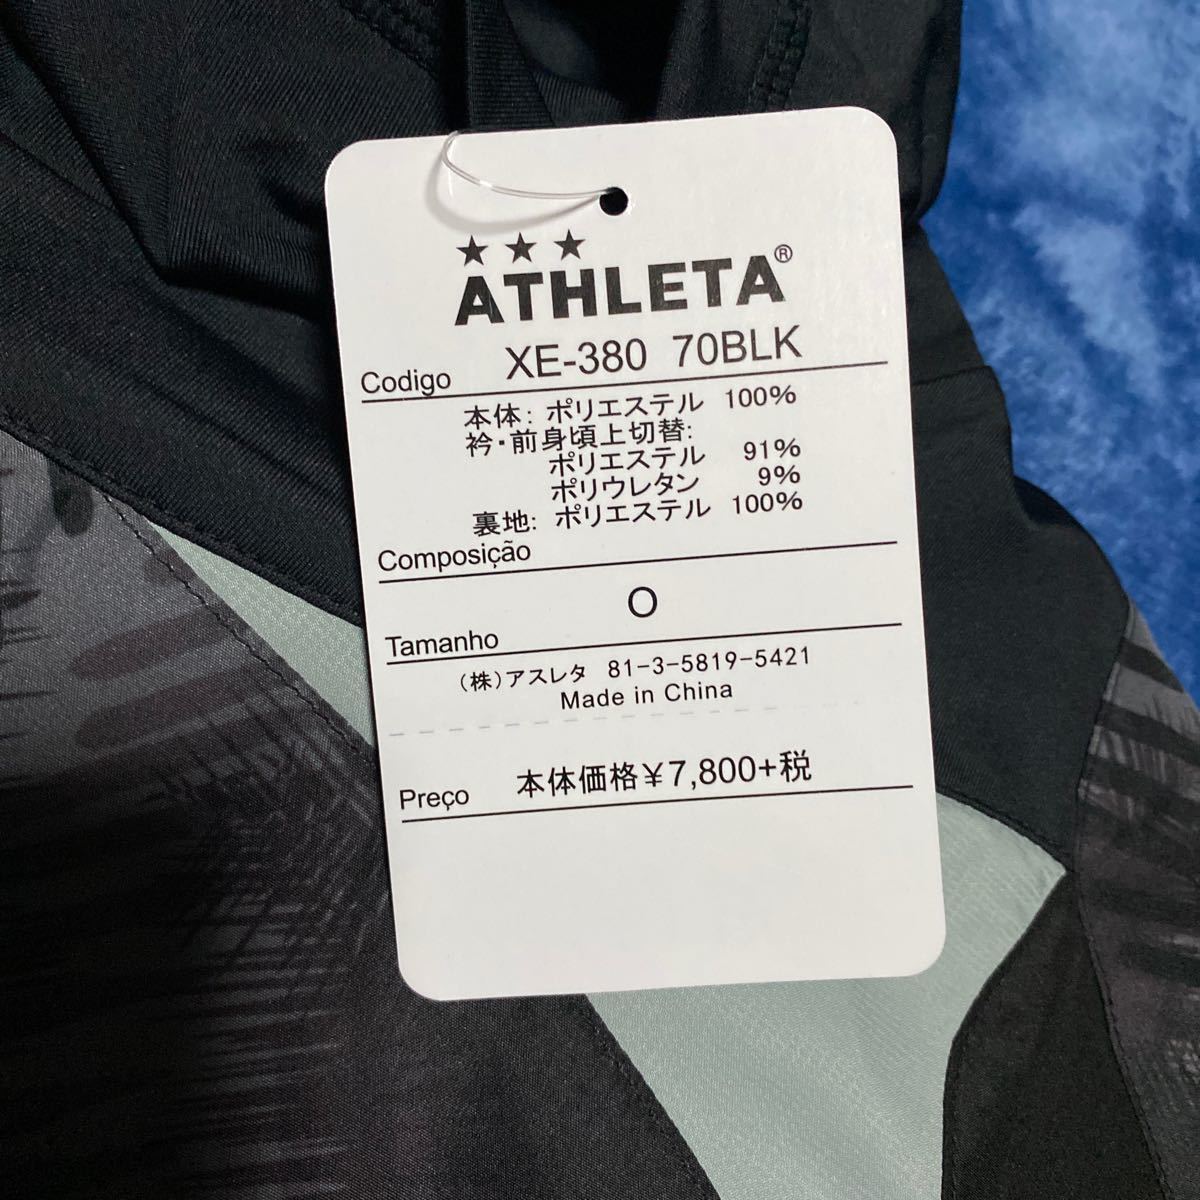 ★★★
ATHLETA®
Codigo XE-380 70BLK
本体: ポリエステル 100%
衿・前身頃上切替:
ポリエステル 91%
ポリウレタン 9%
裏地: ポリエステル 100%
Composição
O
Tamanho
(株)アスレタ 81-3-5819-5421
Made in China
Preço 本体価格¥7,800+税